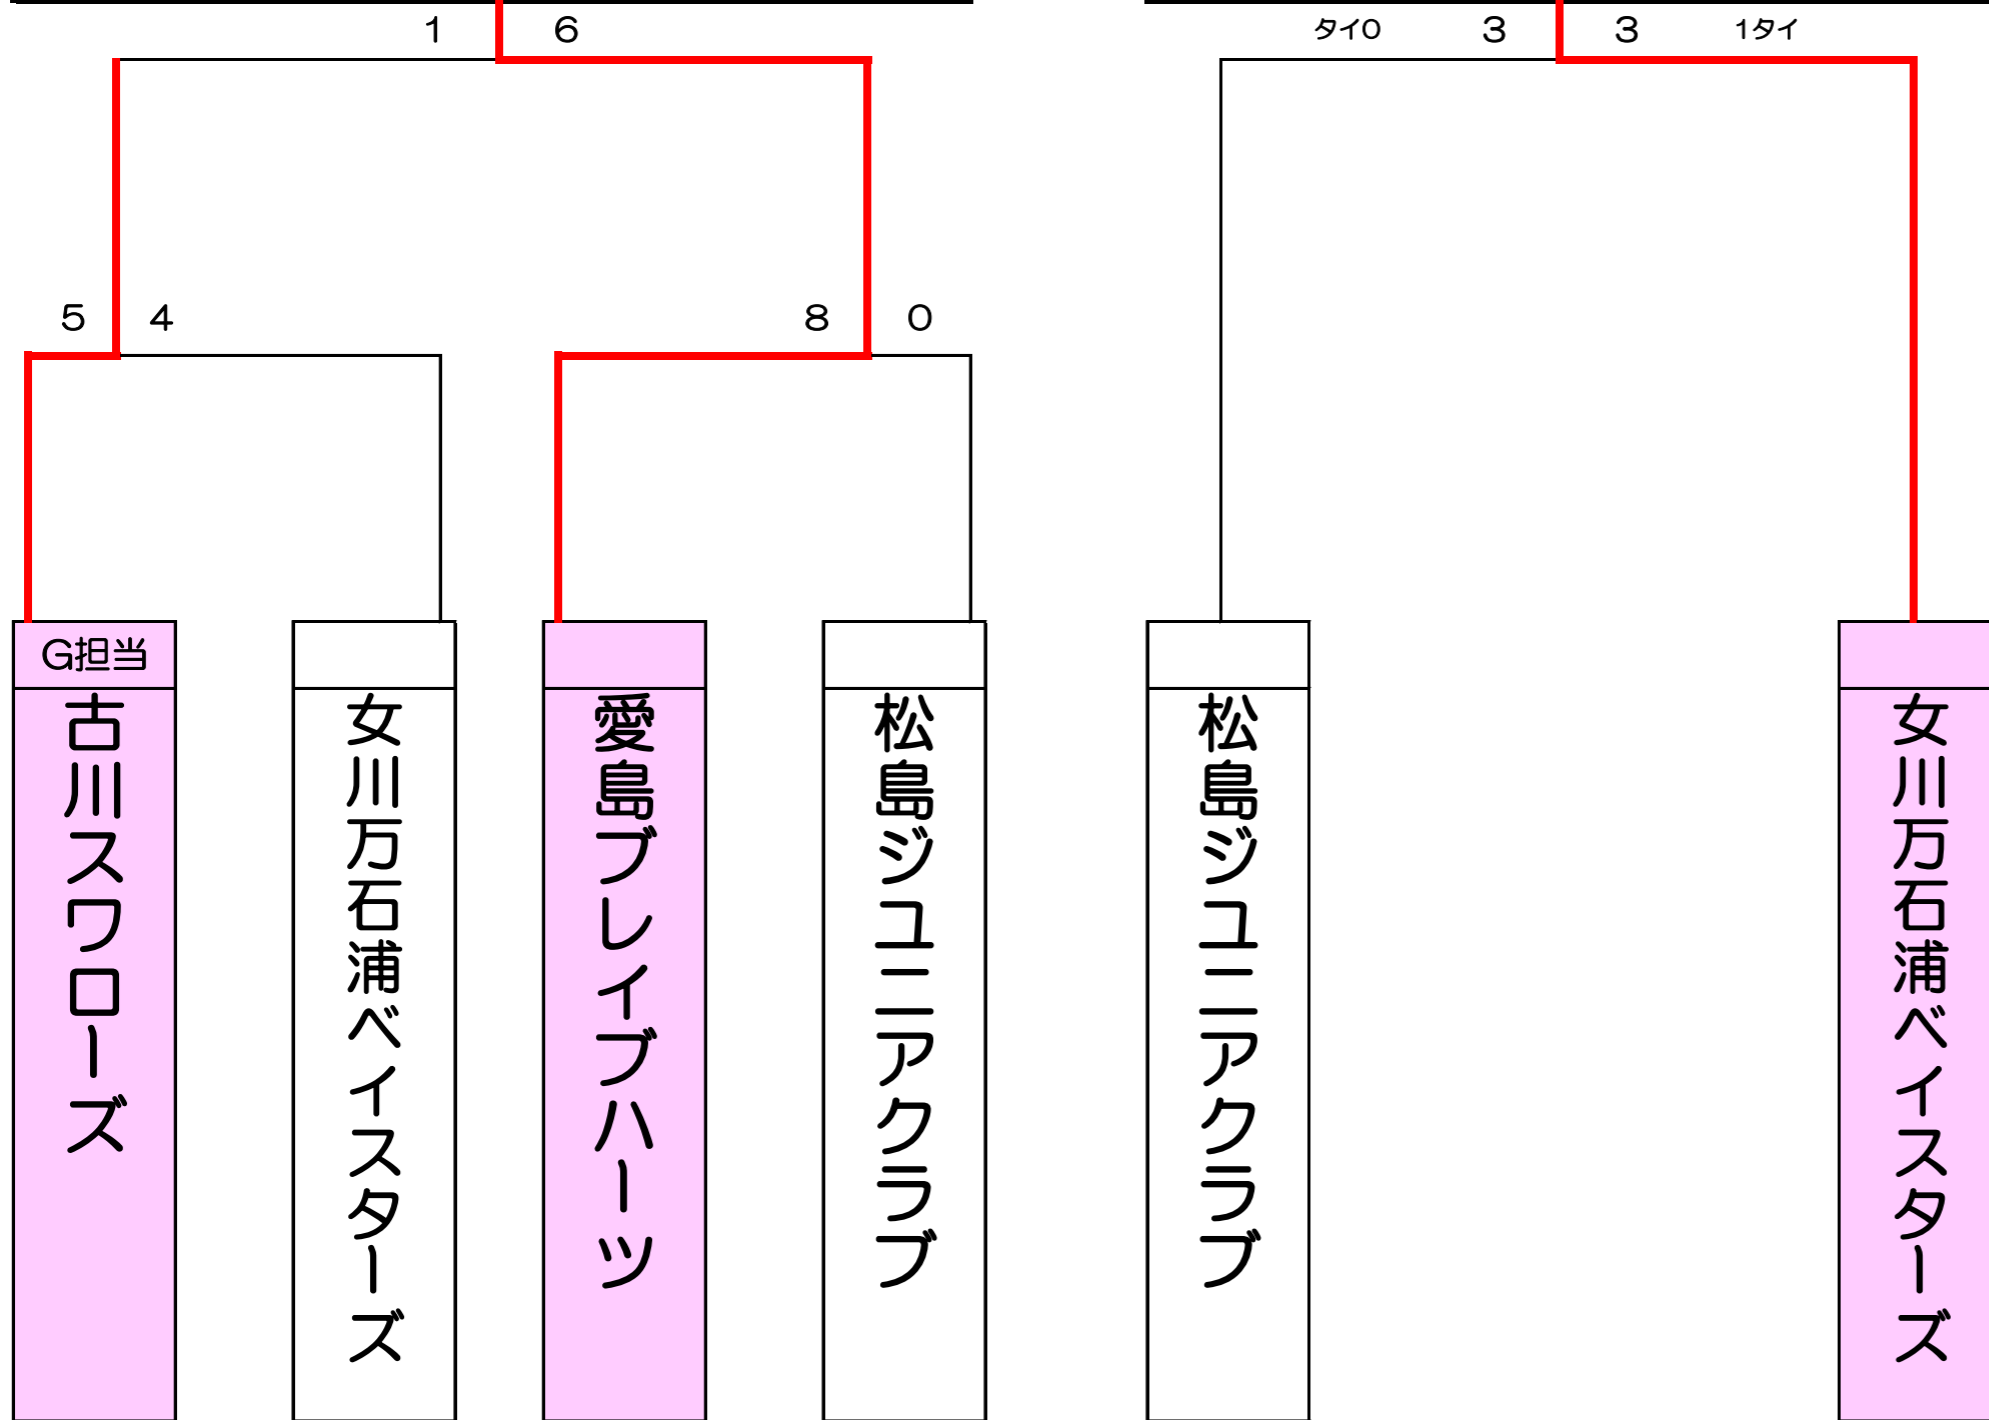 1 6
タイ0 3 3 1タイ
5 4
8 0
G担当
古川スワローズ
女川万石浦ベイスターズ
愛島ブレイブハーツ
松島ジュニアクラブ
松島ジュニアクラブ
女川万石浦ベイスターズ